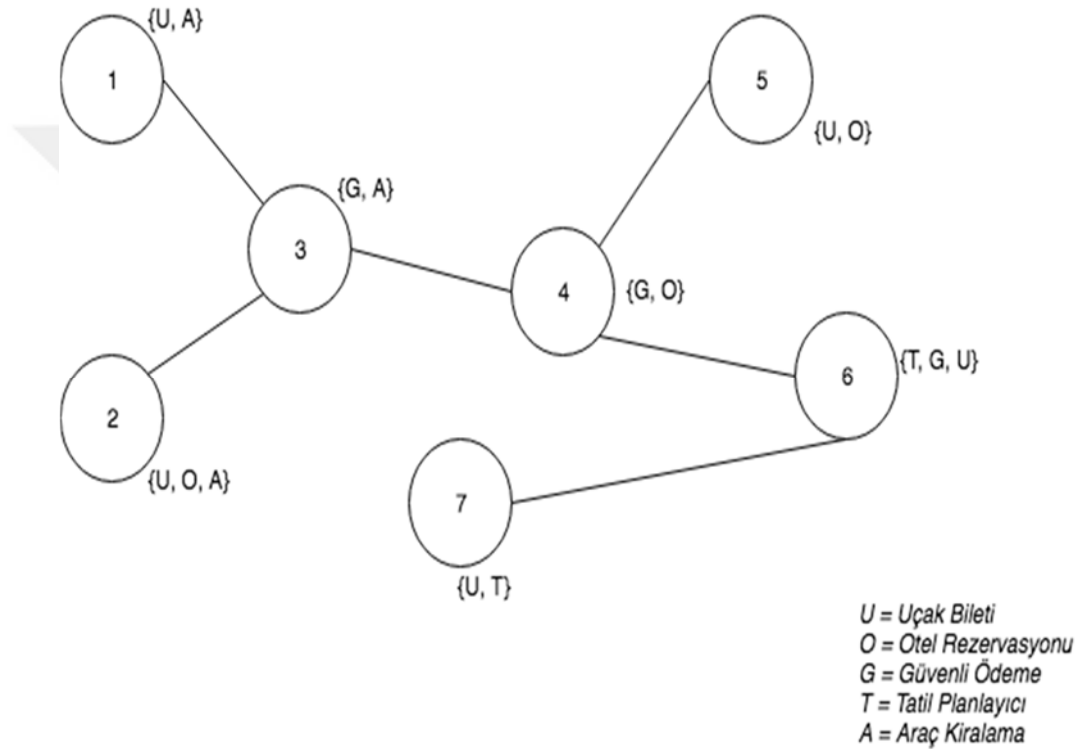 {U, A}
1
5
{U, O}
{G, A}
3
4
{G, O}
{T, G, U}
6
2
{U, O, A}
7
{U, T}
U = Uçak Bileti
O = Otel Rezervasyonu
G = Güvenli Ödeme
T = Tatil Planlayıcı
A = Araç Kiralama